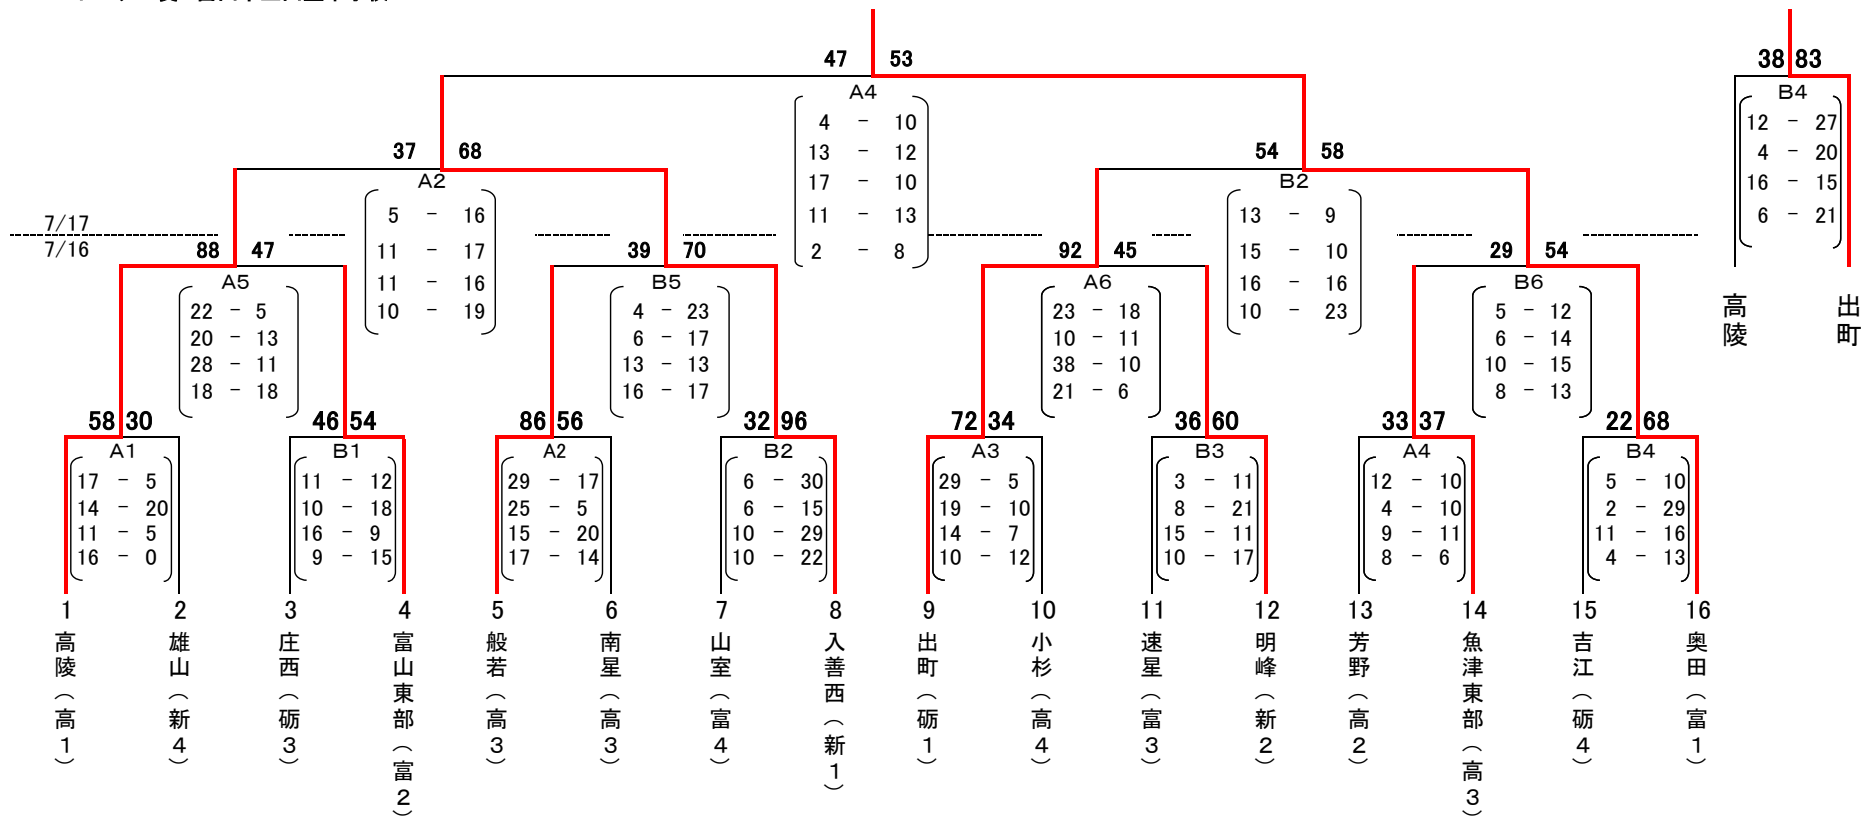 47 53
38 83
A4
4 - 10
13 - 12
17 - 10
11 - 13
2 - 8
B4
12 - 27
4 - 20
16 - 15
6 - 21
高陵
出町
37 68
A2
5 - 16
11 - 17
11 - 16
10 - 19
54 58
B2
13 - 9
15 - 10
16 - 16
10 - 23
7/17
7/16
88 47
A5
22 - 5
20 - 13
28 - 11
18 - 18
39 70
B5
4 - 23
6 - 17
13 - 13
16 - 17
92 45
A6
23 - 18
10 - 11
38 - 10
21 - 6
29 54
B6
5 - 12
6 - 14
10 - 15
8 - 13
58 30
A1
17 - 5
14 - 20
11 - 5
16 - 0
46 54
B1
11 - 12
10 - 18
16 - 9
9 - 15
86 56
A2
29 - 17
25 - 5
15 - 20
17 - 14
32 96
B2
6 - 30
6 - 15
10 - 29
10 - 22
72 34
A3
29 - 5
19 - 10
14 - 7
10 - 12
36 60
B3
3 - 11
8 - 21
15 - 11
10 - 17
33 37
A4
12 - 10
4 - 10
9 - 11
8 - 6
22 68
B4
5 - 10
2 - 29
11 - 16
4 - 13
1 2 3 4 5 6 7 8 9 10 11 12 13 14 15 16
高陵(高1)
雄山(新4)
庄西(砺3)
富山東部(富2)
般若(高3)
南星(高3)
山室(富4)
入善西(新1)
出町(砺1)
小杉(高4)
速星(富3)
明峰(新2)
芳野(高2)
魚津東部(高3)
吉江(砺4)
奥田(富1)